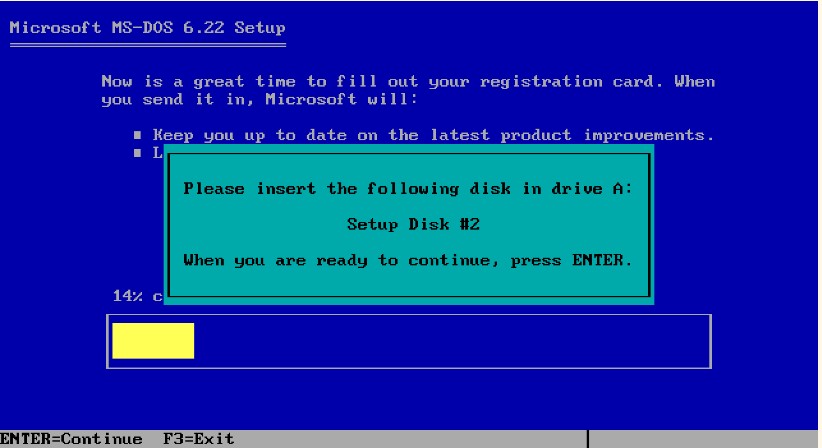 Microsoft MS-DOS 6.22 Setup
Now is a great time to fill out your registration card. When
you send it in, Microsoft will:
■ Keep you up to date on the latest product improvements.
■ L
Please insert the following disk in drive A:
Setup Disk #2
When you are ready to continue, press ENTER.
14% c
ENTER=Continue F3=Exit